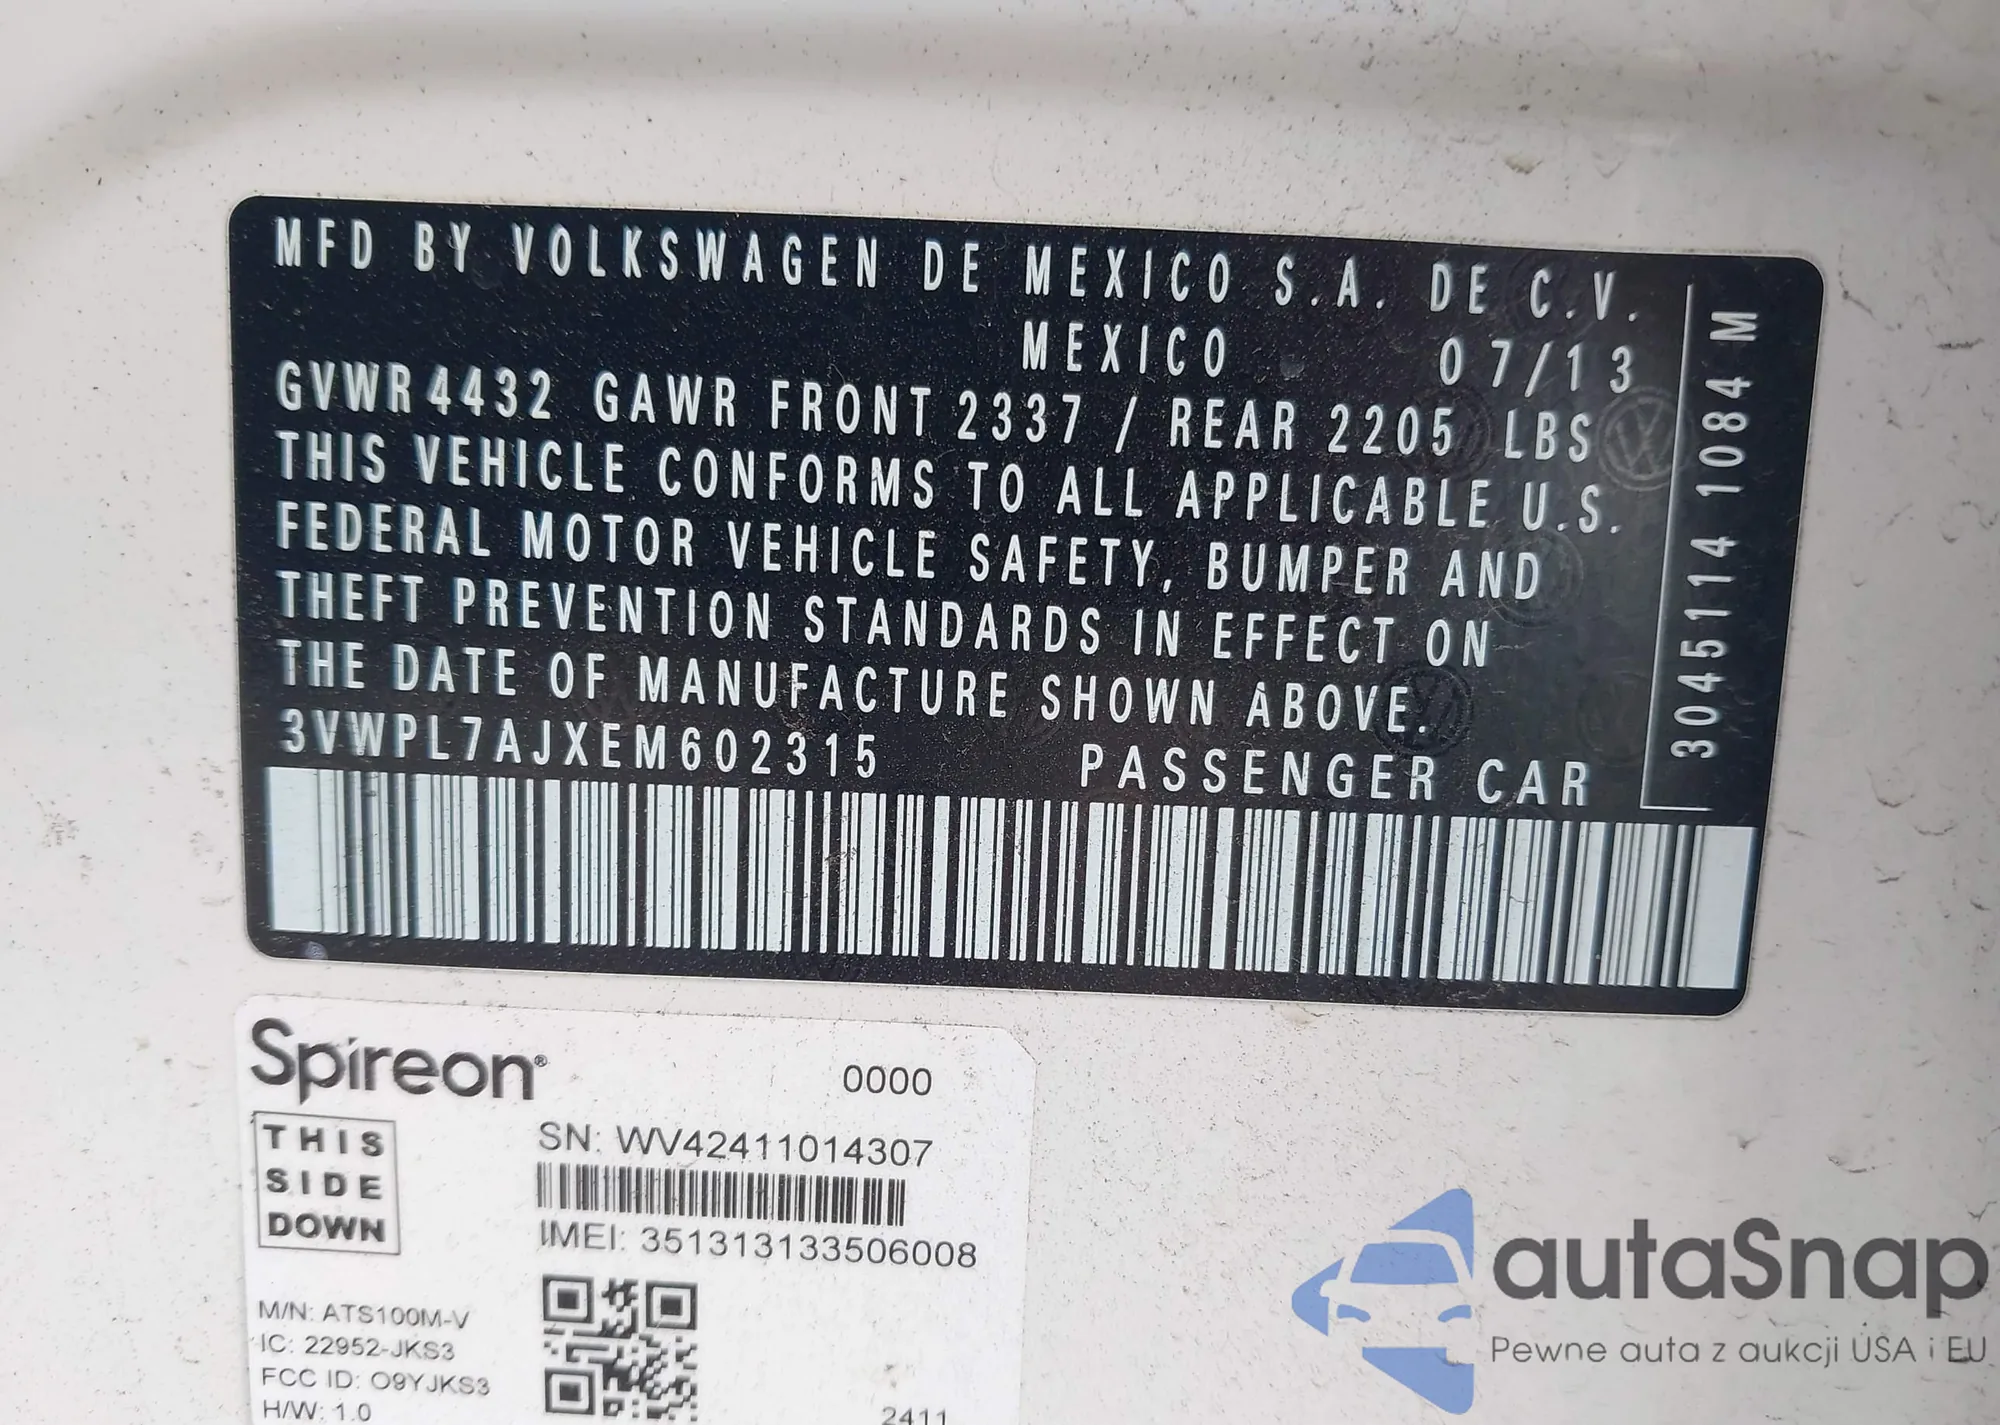 MFD BY VOLKSWAGEN DE MEXICO S.A. DE C.V.
MEXICO 07/13
GVWR 4432 GAWR FRONT 2337 / REAR 2205 LBS
THIS VEHICLE CONFORMS TO ALL APPLICABLE U.S.
FEDERAL MOTOR VEHICLE SAFETY, BUMPER AND
THEFT PREVENTION STANDARDS IN EFFECT ON
THE DATE OF MANUFACTURE SHOWN ABOVE.
3VWPL7AJXEM602315 PASSENGER CAR
3045114 1084 M
Spireon®
0000
THIS
SIDE
DOWN
SN: WV42411014307
IMEI: 351313133506008
M/N: ATS100M-V
IC: 22952-JKS3
FCC ID: O9YJKS3
H/W: 1.0
2411
autaSnap
Pewne auta z aukcji USA i EU